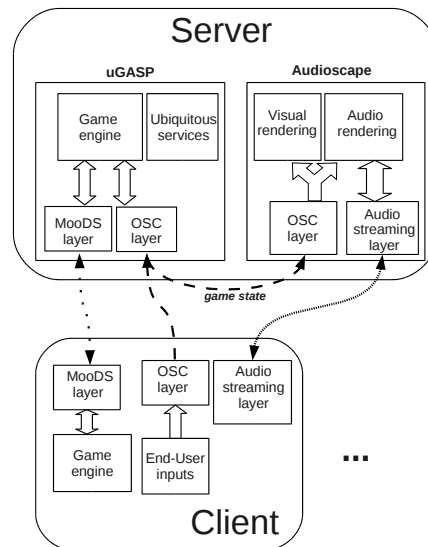 Server
uGASP
Audioscape
Game
engine
Ubiquitous
services
Visual
rendering
Audio
rendering
MooDS
layer
OSC
layer
OSC
layer
Audio
streaming
layer
game state
MooDS
layer
OSC
layer
Audio
streaming
layer
Game
engine
End-User
inputs
...
Client